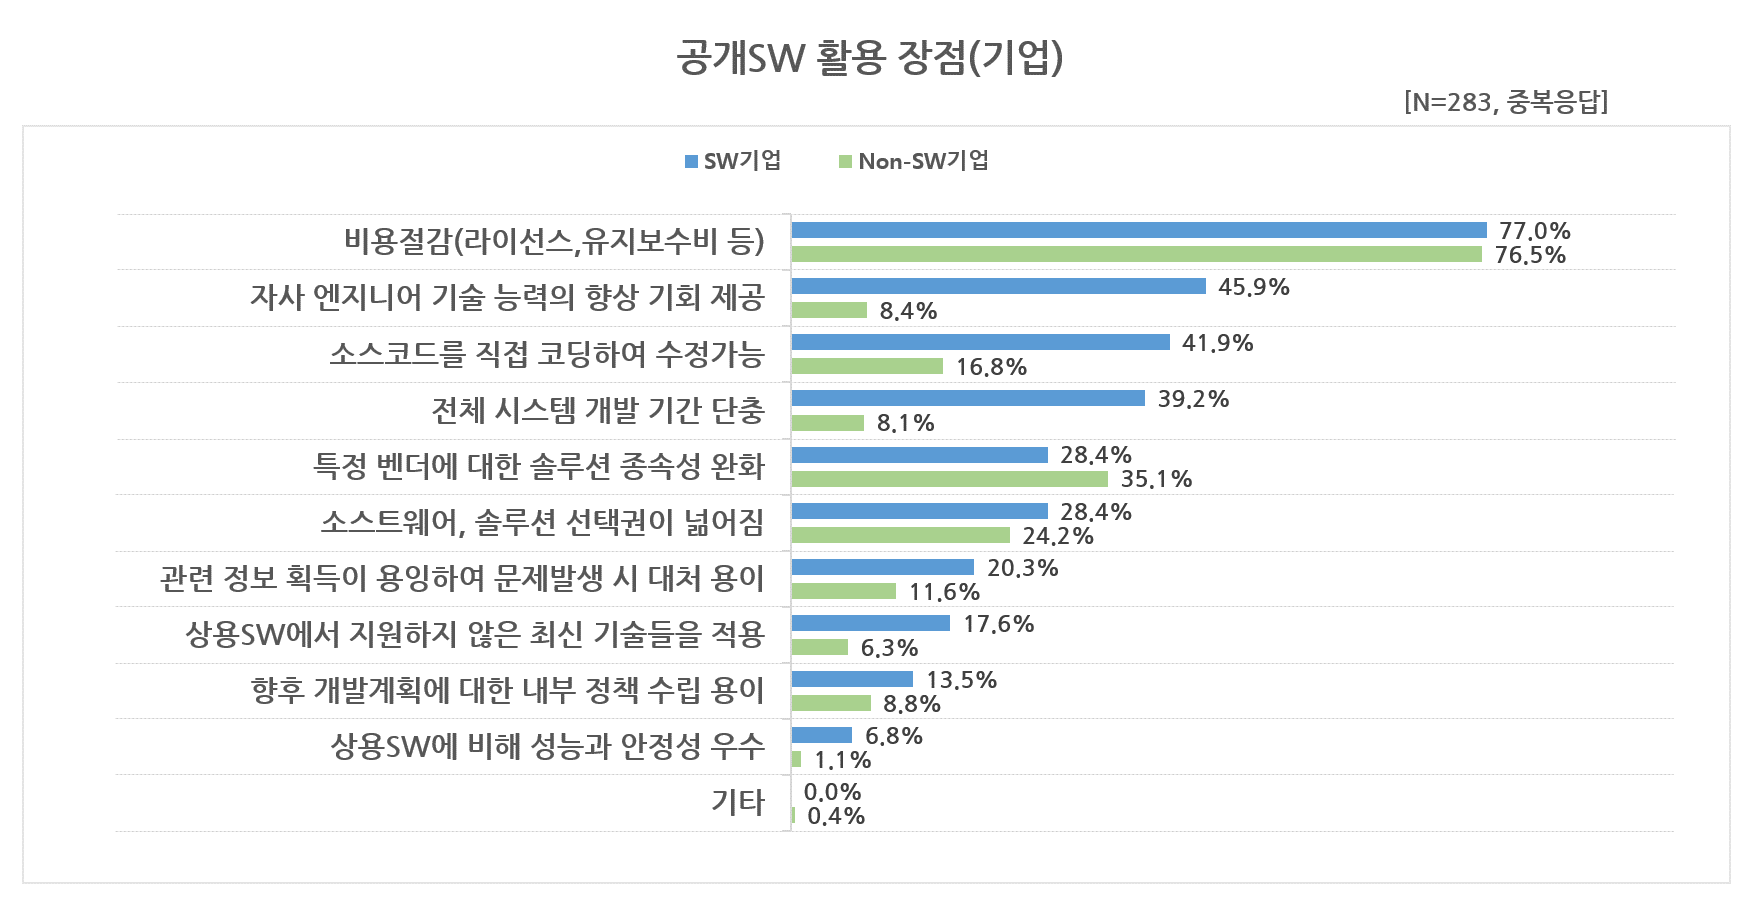 공개SW 활용 장점(기업)
[N=283, 중복응답]
SW기업 Non-SW기업
비용절감(라이선스,유지보수비 등) 77.0%
76.5%
자사 엔지니어 기술 능력의 향상 기회 제공 45.9%
8.4%
소스코드를 직접 코딩하여 수정가능 41.9%
16.8%
전체 시스템 개발 기간 단충 39.2%
8.1%
특정 벤더에 대한 솔루션 종속성 완화 28.4%
35.1%
소스트웨어, 솔루션 선택권이 넒어짐 28.4%
24.2%
관련 정보 획득이 용잉하여 문제발생 시 대처 용이 20.3%
11.6%
상용SW에서 지원하지 않은 최신 기술들을 적용 17.6%
6.3%
향후 개발계획에 대한 내부 정책 수립 용이 13.5%
8.8%
상용SW에 비해 성능과 안정성 우수 6.8%
1.1%
기타 0.0%
0.4%